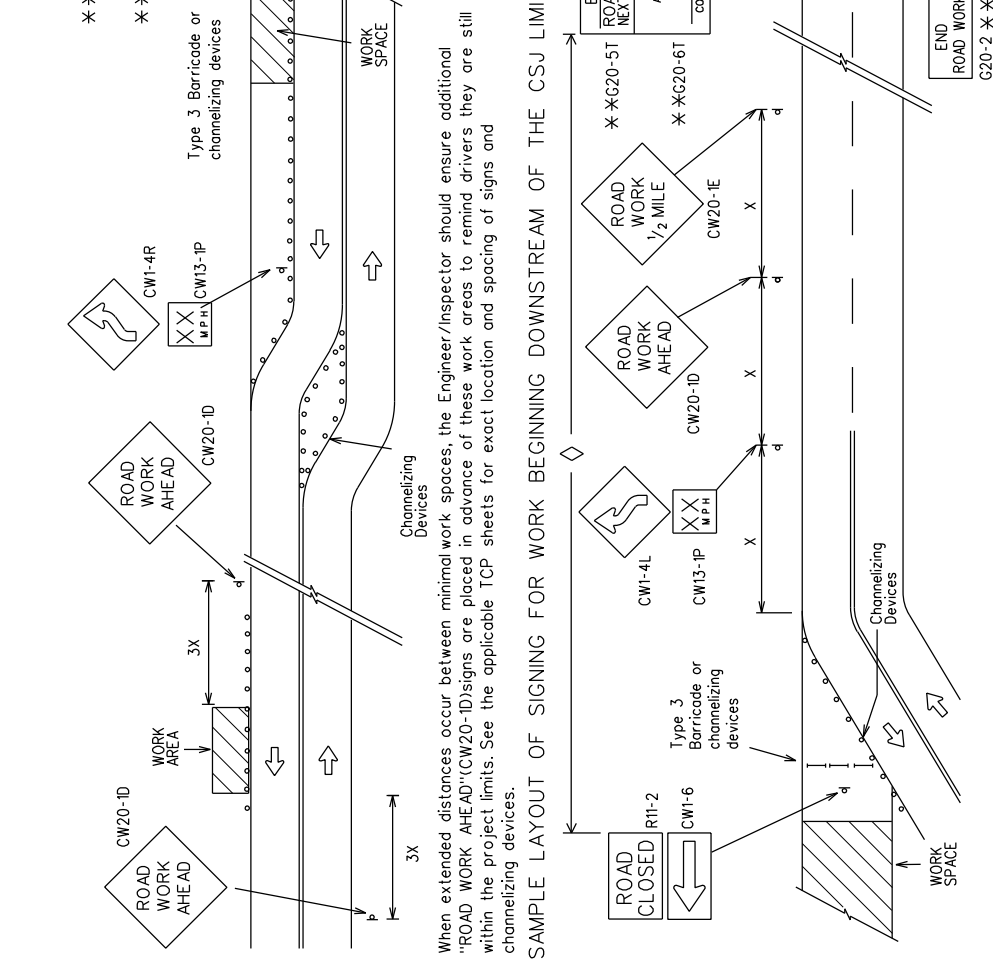 CW20-1D
ROAD
WORK
AHEAD
3X
WORK
AREA
3X
ROAD
WORK
AHEAD
CW20-1D
CW1-4R
XX
MPH
CW13-1P
Channelizing
Devices
Type 3 Barricade or
channelizing devices
WORK
SPACE
When extended distances occur between minimal work spaces, the Engineer/Inspector should ensure additional
"ROAD WORK AHEAD"(CW20-1D)signs are placed in advance of these work areas to remind drivers they are still
within the project limits. See the applicable TCP sheets for exact location and spacing of signs and
channelizing devices.
SAMPLE LAYOUT OF SIGNING FOR WORK BEGINNING DOWNSTREAM OF THE CSJ LIMI
ROAD
CLOSED
R11-2
CW1-6
Type 3
Barricade or
channelizing
devices
CW1-4L
XX
MPH
CW13-1P
ROAD
WORK
AHEAD
CW20-1D
ROAD
WORK
1/2 MILE
CW20-1E
**G20-5T
**G20-6T
ROA
NEX
X
X
X
WORK
SPACE
Channelizing
Devices
END
ROAD WORK
G20-2 **